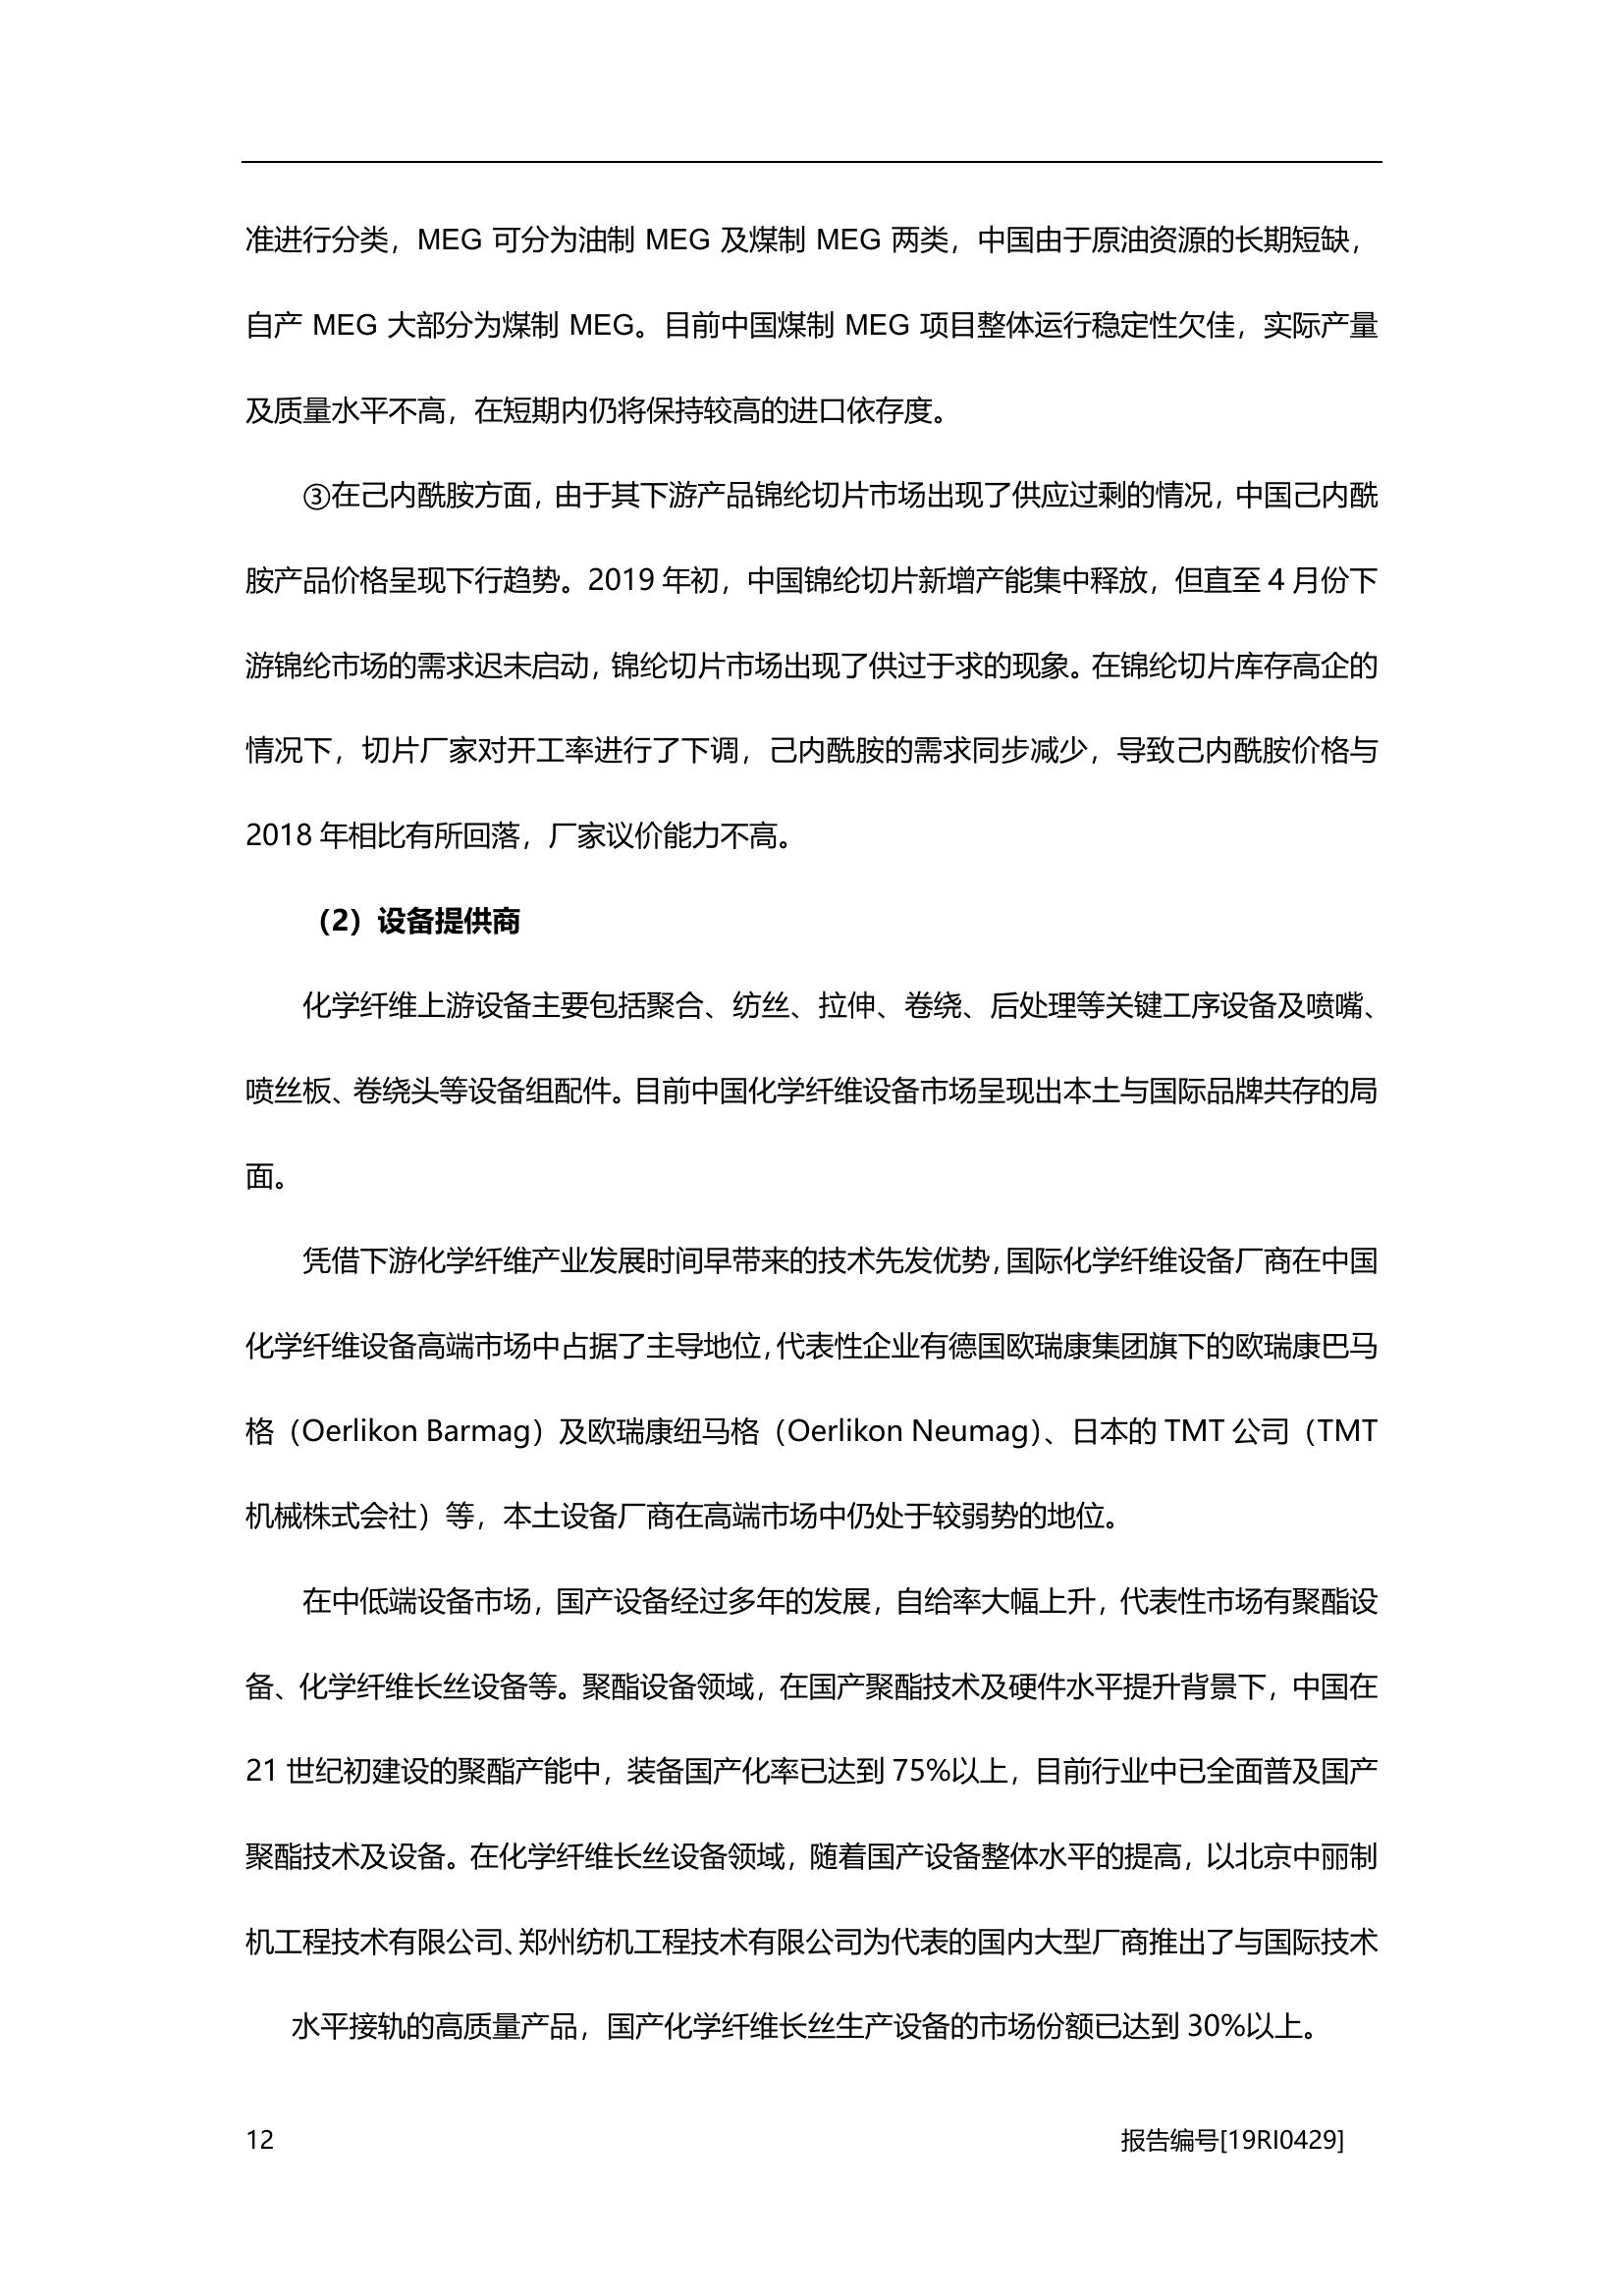 准进行分类，MEG 可分为油制 MEG 及煤制 MEG 两类，中国由于原油资源的长期短缺，
自产 MEG 大部分为煤制 MEG。目前中国煤制 MEG 项目整体运行稳定性欠佳，实际产量
及质量水平不高，在短期内仍将保持较高的进口依存度。
③在己内酰胺方面，由于其下游产品锦纶切片市场出现了供应过剩的情况，中国己内酰
胺产品价格呈现下行趋势。2019 年初，中国锦纶切片新增产能集中释放，但直至 4 月份下
游锦纶市场的需求迟未启动，锦纶切片市场出现了供过于求的现象。在锦纶切片库存高企的
情况下，切片厂家对开工率进行了下调，己内酰胺的需求同步减少，导致己内酰胺价格与
2018 年相比有所回落，厂家议价能力不高。
（2）设备提供商
化学纤维上游设备主要包括聚合、纺丝、拉伸、卷绕、后处理等关键工序设备及喷嘴、
喷丝板、卷绕头等设备组配件。目前中国化学纤维设备市场呈现出本土与国际品牌共存的局
面。
凭借下游化学纤维产业发展时间早带来的技术先发优势，国际化学纤维设备厂商在中国
化学纤维设备高端市场中占据了主导地位，代表性企业有德国欧瑞康集团旗下的欧瑞康巴马
格（Oerlikon Barmag）及欧瑞康纽马格（Oerlikon Neumag）、日本的 TMT 公司（TMT
机械株式会社）等，本土设备厂商在高端市场中仍处于较弱势的地位。
在中低端设备市场，国产设备经过多年的发展，自给率大幅上升，代表性市场有聚酯设
备、化学纤维长丝设备等。聚酯设备领域，在国产聚酯技术及硬件水平提升背景下，中国在
21 世纪初建设的聚酯产能中，装备国产化率已达到 75%以上，目前行业中已全面普及国产
聚酯技术及设备。在化学纤维长丝设备领域，随着国产设备整体水平的提高，以北京中丽制
机工程技术有限公司、郑州纺机工程技术有限公司为代表的国内大型厂商推出了与国际技术
水平接轨的高质量产品，国产化学纤维长丝生产设备的市场份额已达到 30%以上。
12 报告编号[19RI0429]